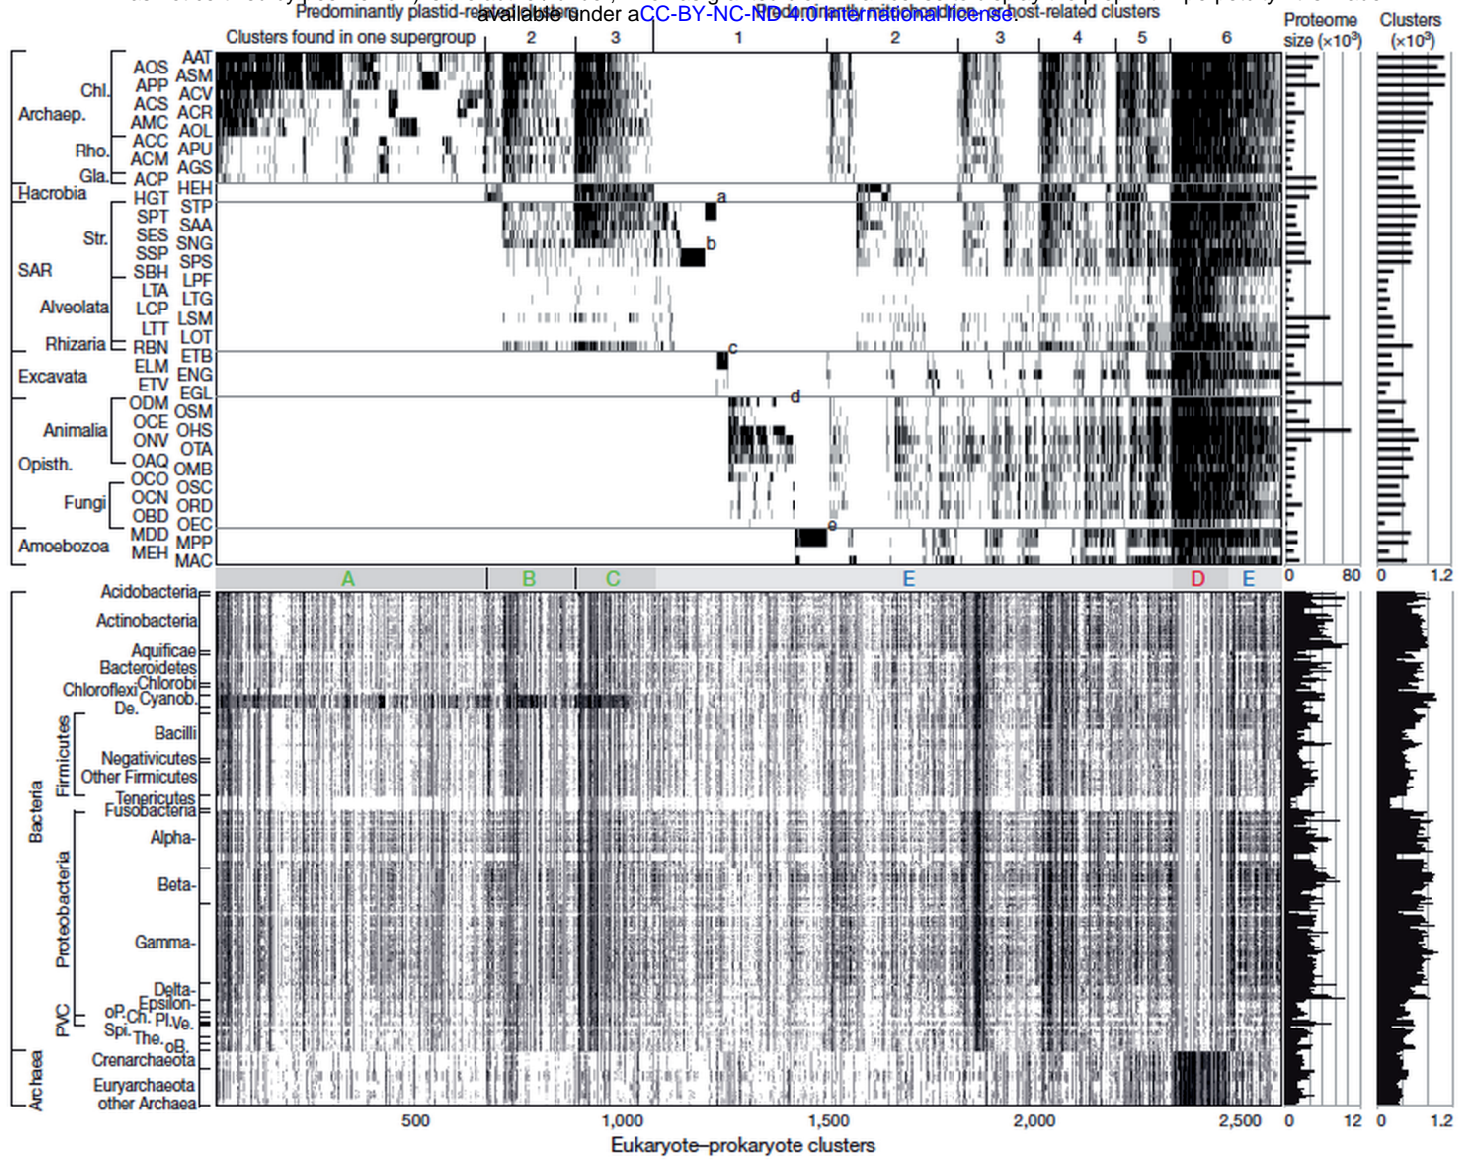 available under aCC-BY-NC-ND 4.0 International license.
Predominantly plastid-related clusters
Predominantly mitochondrion- or host-related clusters
Proteome size (×10³)
Clusters (×10³)
Clusters found in one supergroup 2 3 1 2 3 4 5 6
AAT
AOS
ASM
APP
ACV
Chl.
ACS
ACR
Archaep.
AMC
AOL
ACC
APU
Rho.
ACM
AGS
Gla.
ACP
HEH
Hacrobia
HGT
STP
a
SPT
SAA
Str.
SES
SNG
b
SSP
SPS
SAR
SBH
LPF
LTA
LTG
Alveolata
LCP
LSM
LTT
LOT
Rhizaria
RBN
ETB
c
ELM
ENG
Excavata
ETV
EGL
d
ODM
OSM
OCE
OHS
Animalia
ONV
OTA
Opisth.
OAQ
OMB
OCO
OSC
OCN
ORD
Fungi
OBD
OEC
e
MDD
MPP
Amoebozoa
MEH
MAC
A B C E D E
0 80 0 1.2
Acidobacteria
Actinobacteria
Aquificae
Bacteroidetes
Chlorobi
Chloroflexi
Cyanob.
De.
Firmicutes
Bacilli
Negativicutes
Other Firmicutes
Tenericutes
Fusobacteria
Bacteria
Proteobacteria
Alpha-
Beta-
Gamma-
Delta-
Epsilon-
PVC
oP. Ch. Pl. Ve.
Spi. The. oB.
Archaea
Crenarchaeota
Euryarchaeota
other Archaea
500 1,000 1,500 2,000 2,500 0 12 0 1.2
Eukaryote–prokaryote clusters